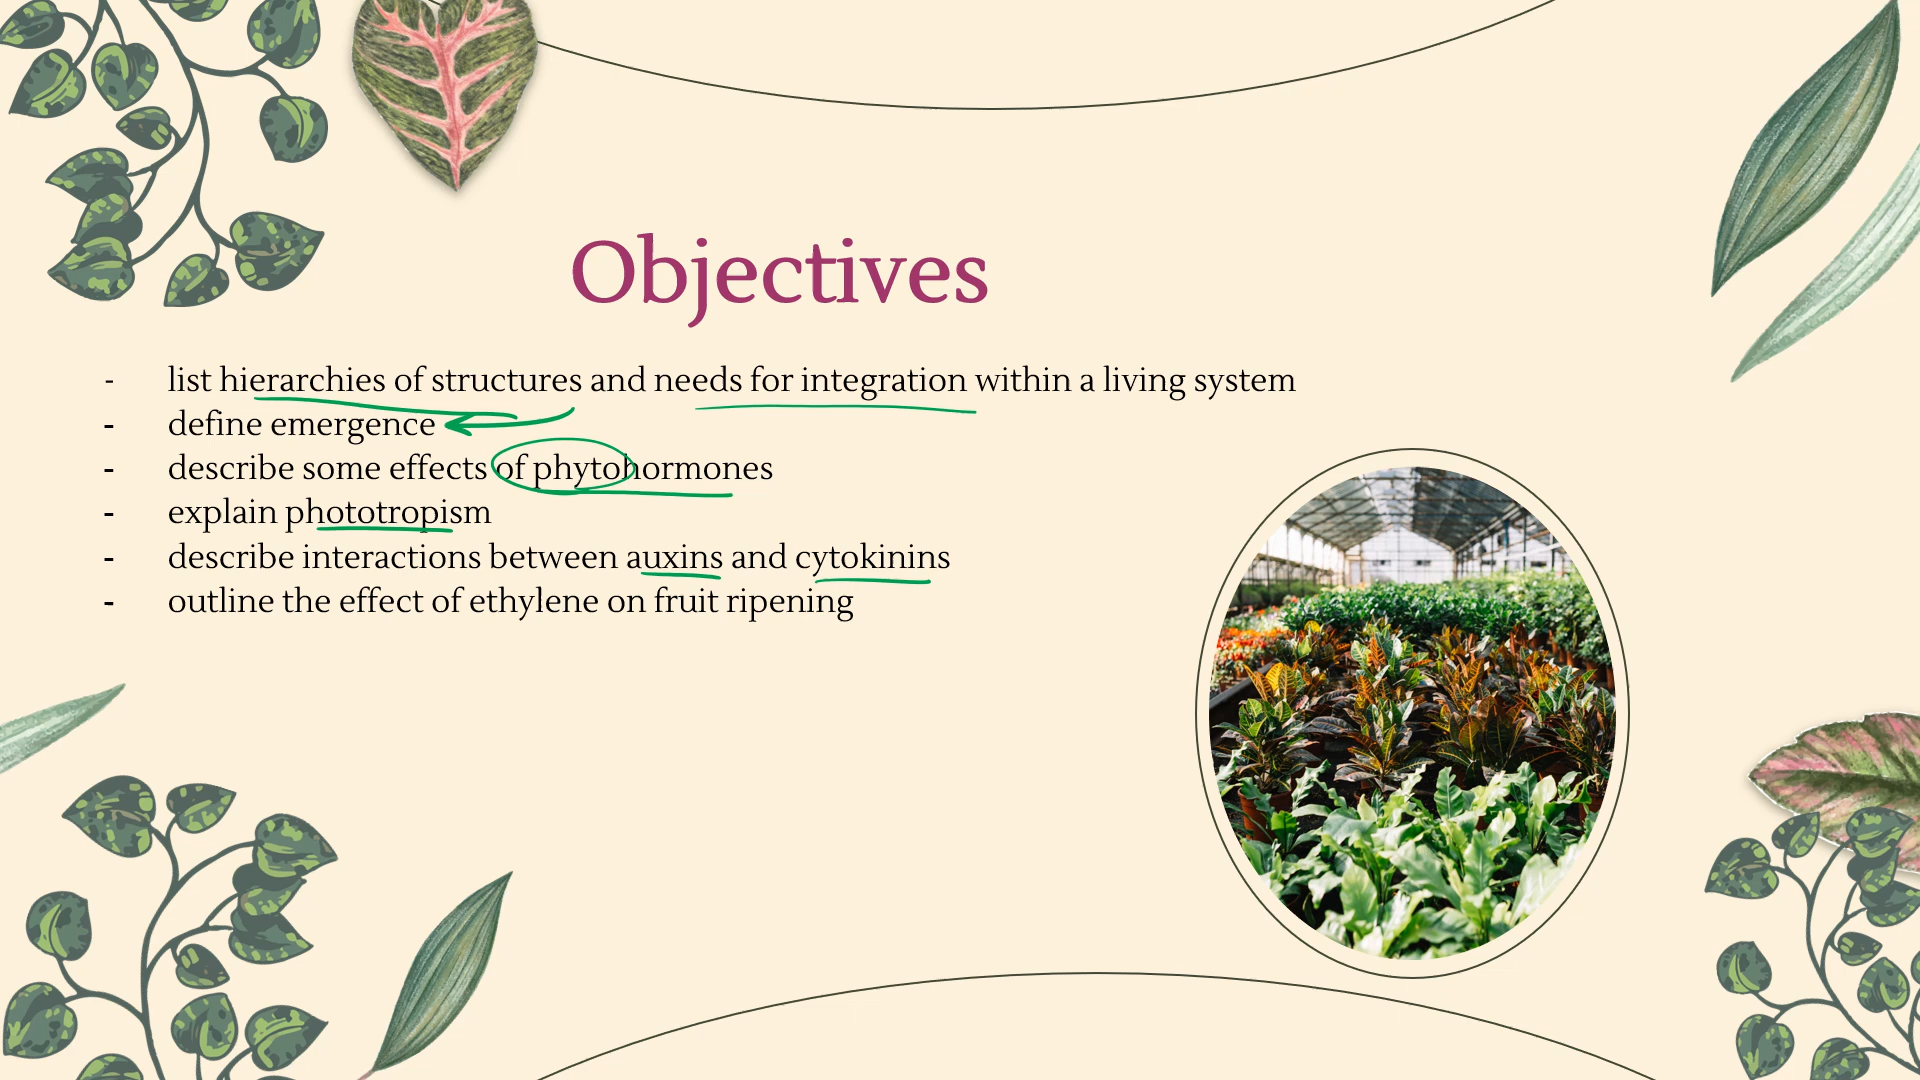 Objectives
- list hierarchies of structures and needs for integration within a living system
- define emergence
- describe some effects of phytohormones
- explain phototropism
- describe interactions between auxins and cytokinins
- outline the effect of ethylene on fruit ripening